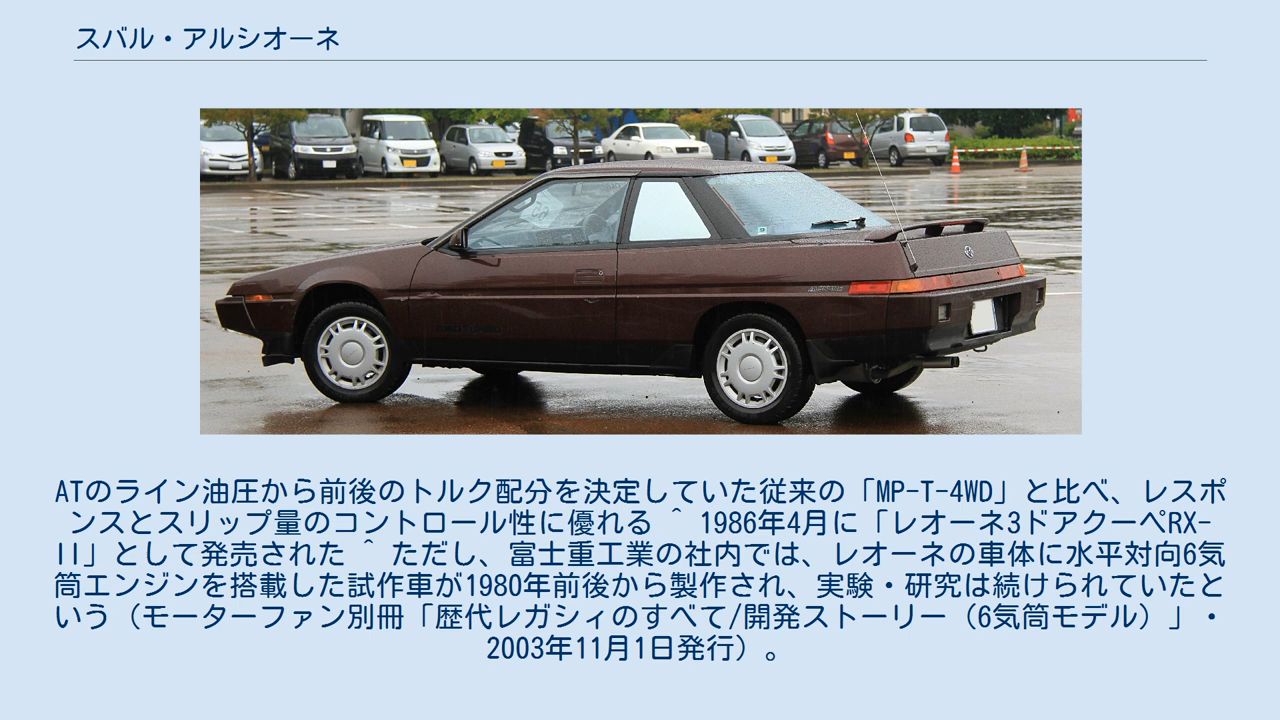 スバル・アルシオーネ
ATのライン油圧から前後のトルク配分を決定していた従来の「MP-T-4WD」と比べ、レスポ
ンスとスリップ量のコントロール性に優れる ^ 1986年4月に「レオーネ3ドアクーペRX-
II」として発売された ^ ただし、富士重工業の社内では、レオーネの車体に水平対向6気
筒エンジンを搭載した試作車が1980年前後から製作され、実験・研究は続けられていたと
いう（モーターファン別冊「歴代レガシィのすべて/開発ストーリー（6気筒モデル）」・
2003年11月1日発行）。